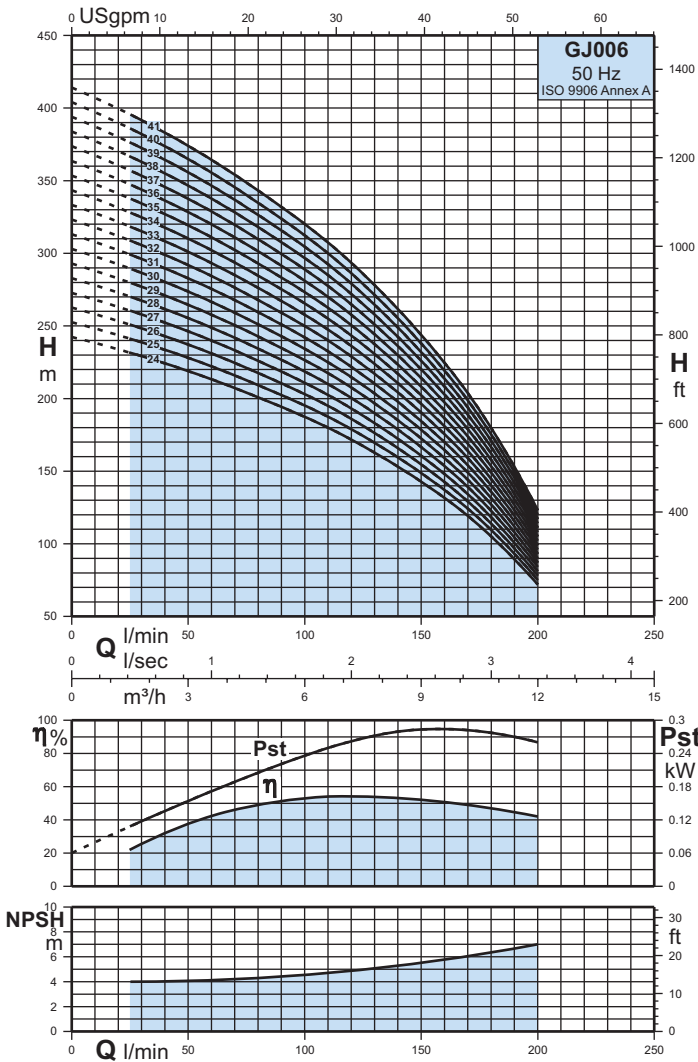 USgpm
0 10 20 30 40 50 60
GJ006
50 Hz
ISO 9906 Annex A
450
400
350
300
250
200
150
100
50
H
m
1400
1200
1000
800
600
400
200
H
ft
41
40
39
38
37
36
35
34
33
32
31
30
29
28
27
26
25
24
0 50 100 150 200 250
Q l/min
0 l/sec 1 2 3 4
0 m³/h 3 6 9 12 15
η%
100
80
60
40
20
0
Pst
η
0.3
Pst
0.24
kW
0.18
0.12
0.06
0
NPSH
m
10
8
6
4
2
0
30
ft
20
10
0
Q l/min
0 50 100 150 200 250